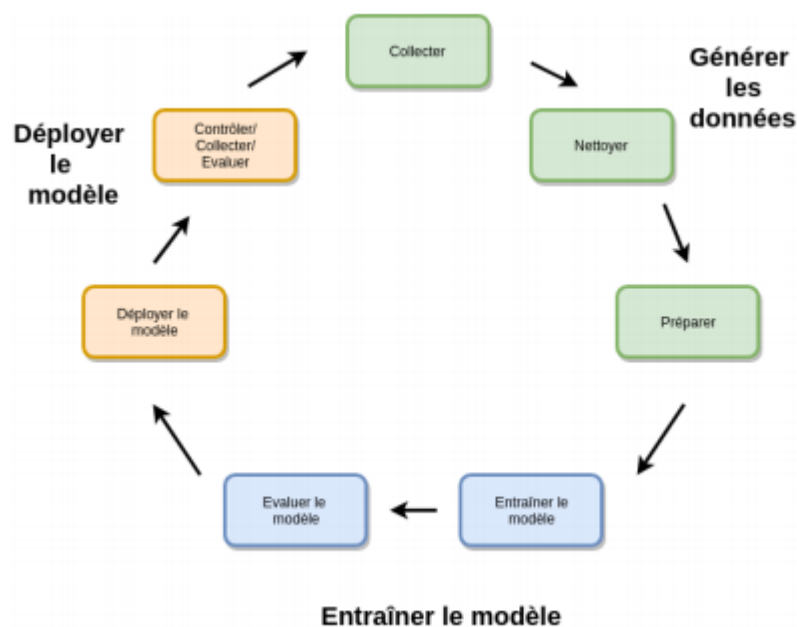 Collecter
Générer
les
données
Nettoyer
Préparer
Entraîner le
modèle
Entraîner le modèle
Evaluer le
modèle
Déployer le
modèle
Contrôler/
Collecter/
Evaluer
Déployer
le
modèle